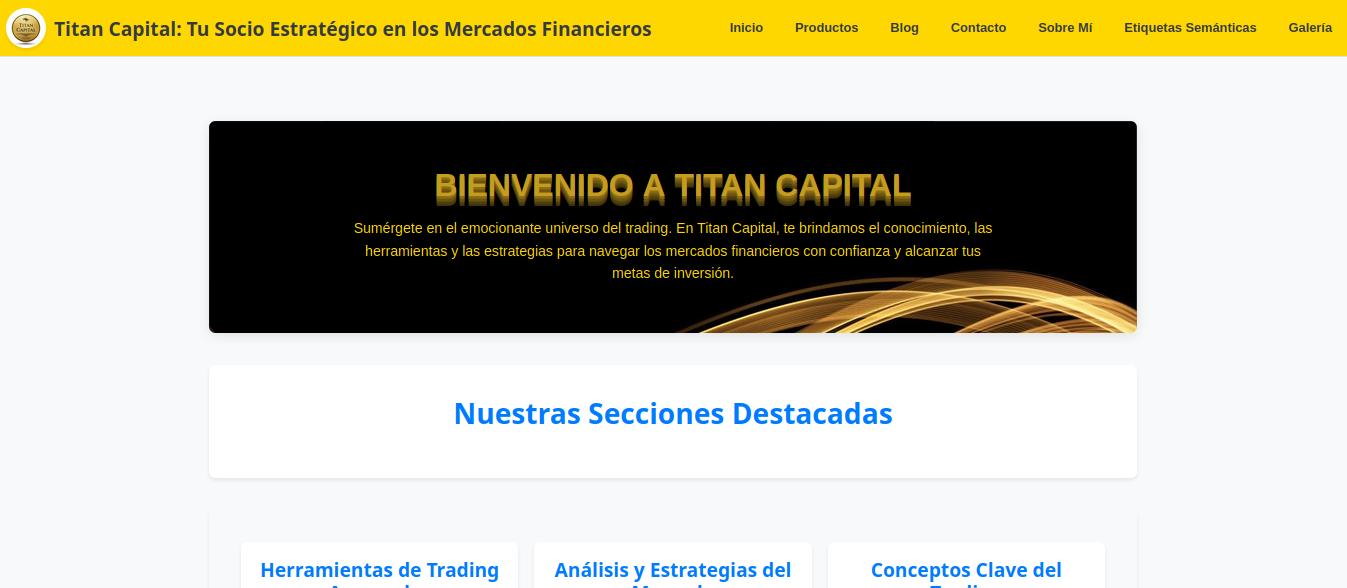 TITAN CAPITAL
Titan Capital: Tu Socio Estratégico en los Mercados Financieros
Inicio
Productos
Blog
Contacto
Sobre Mí
Etiquetas Semánticas
Galería
BIENVENIDO A TITAN CAPITAL
Sumérgete en el emocionante universo del trading. En Titan Capital, te brindamos el conocimiento, las
herramientas y las estrategias para navegar los mercados financieros con confianza y alcanzar tus
metas de inversión.
Nuestras Secciones Destacadas
Herramientas de Trading
Análisis y Estrategias del
Conceptos Clave del